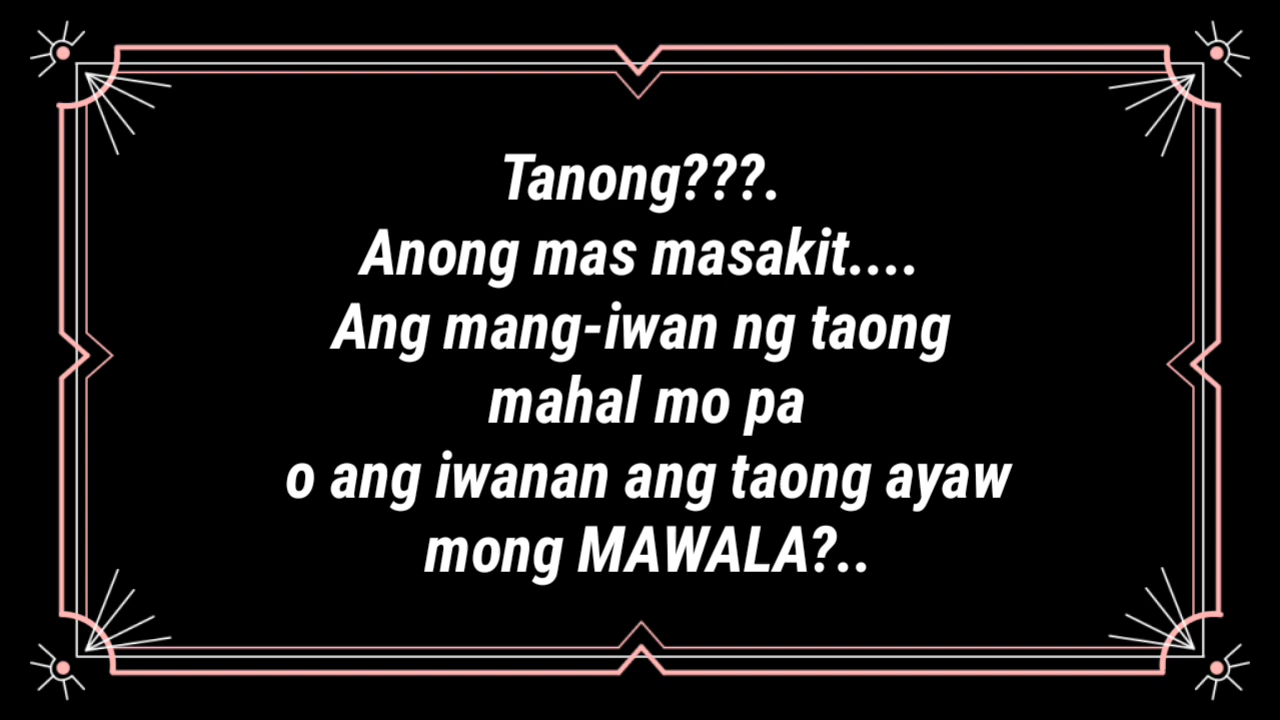 Tanong???.
Anong mas masakit....
Ang mang-iwan ng taong
mahal mo pa
o ang iwanan ang taong ayaw
mong MAWALA?..